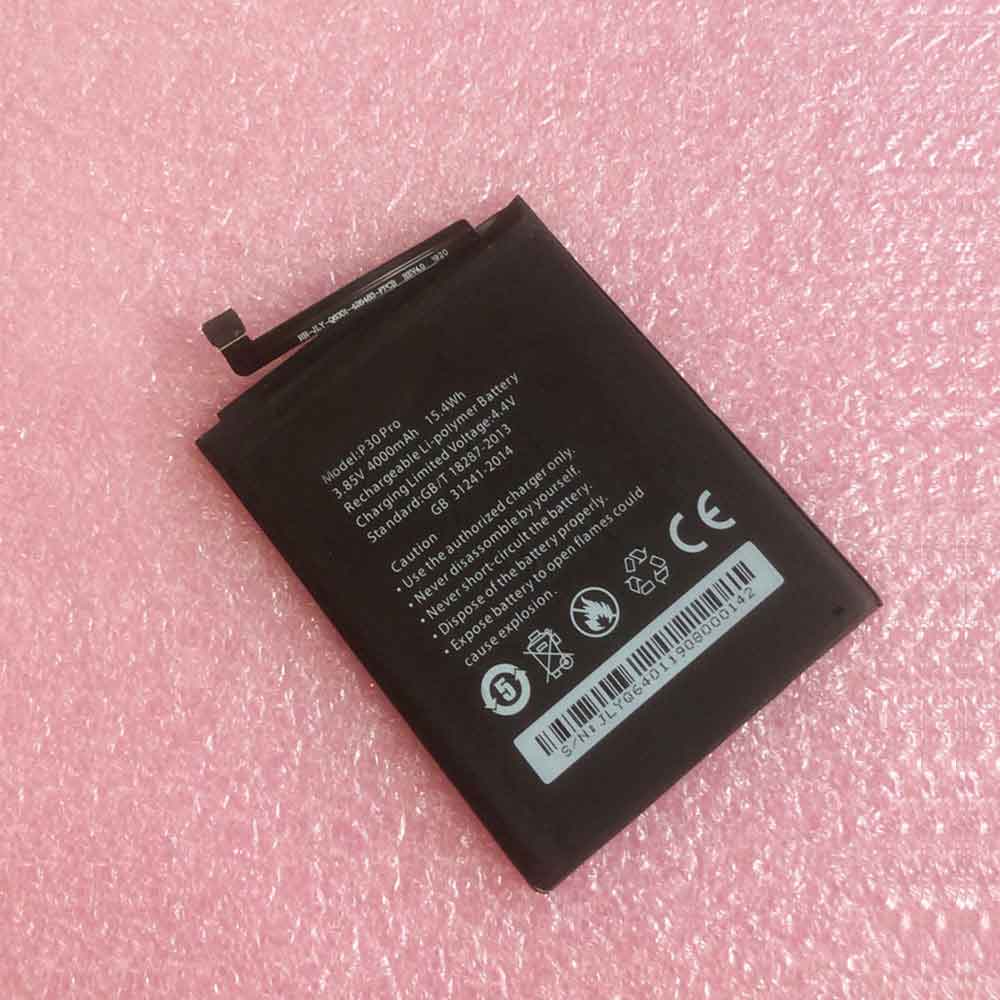 Model:P30 Pro
3.85V 4000mAh 15.4Wh
Rechargeable Li-polymer Battery
Charging Limited Voltage:4.4V
Standard:GB/T 18287-2013
GB 31241-2014
Caution
• Use the authorized charger only.
• Never disassemble by yourself.
• Never short-circuit the battery.
• Dispose of the battery properly.
• Expose battery to open flames could
cause explosion.
5
CE
S/N:JLYQ6401190800O142